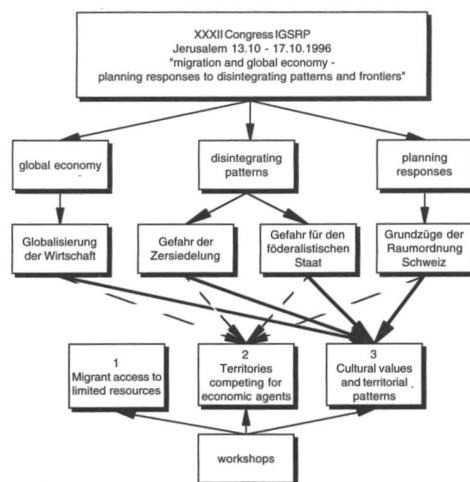 XXXII Congress IGSRP
Jerusalem 13.10 - 17.10.1996
"migration and global economy -
planning responses to disintegrating patterns and frontiers"
global economy
disintegrating
patterns
planning
responses
Globalisierung
der Wirtschaft
Gefahr der
Zersiedelung
Gefahr für den
föderalistischen
Staat
Grundzüge der
Raumordnung
Schweiz
1
Migrant access to
limited resources
2
Territories
competing for
economic agents
3
Cultural values
and territorial
patterns
workshops